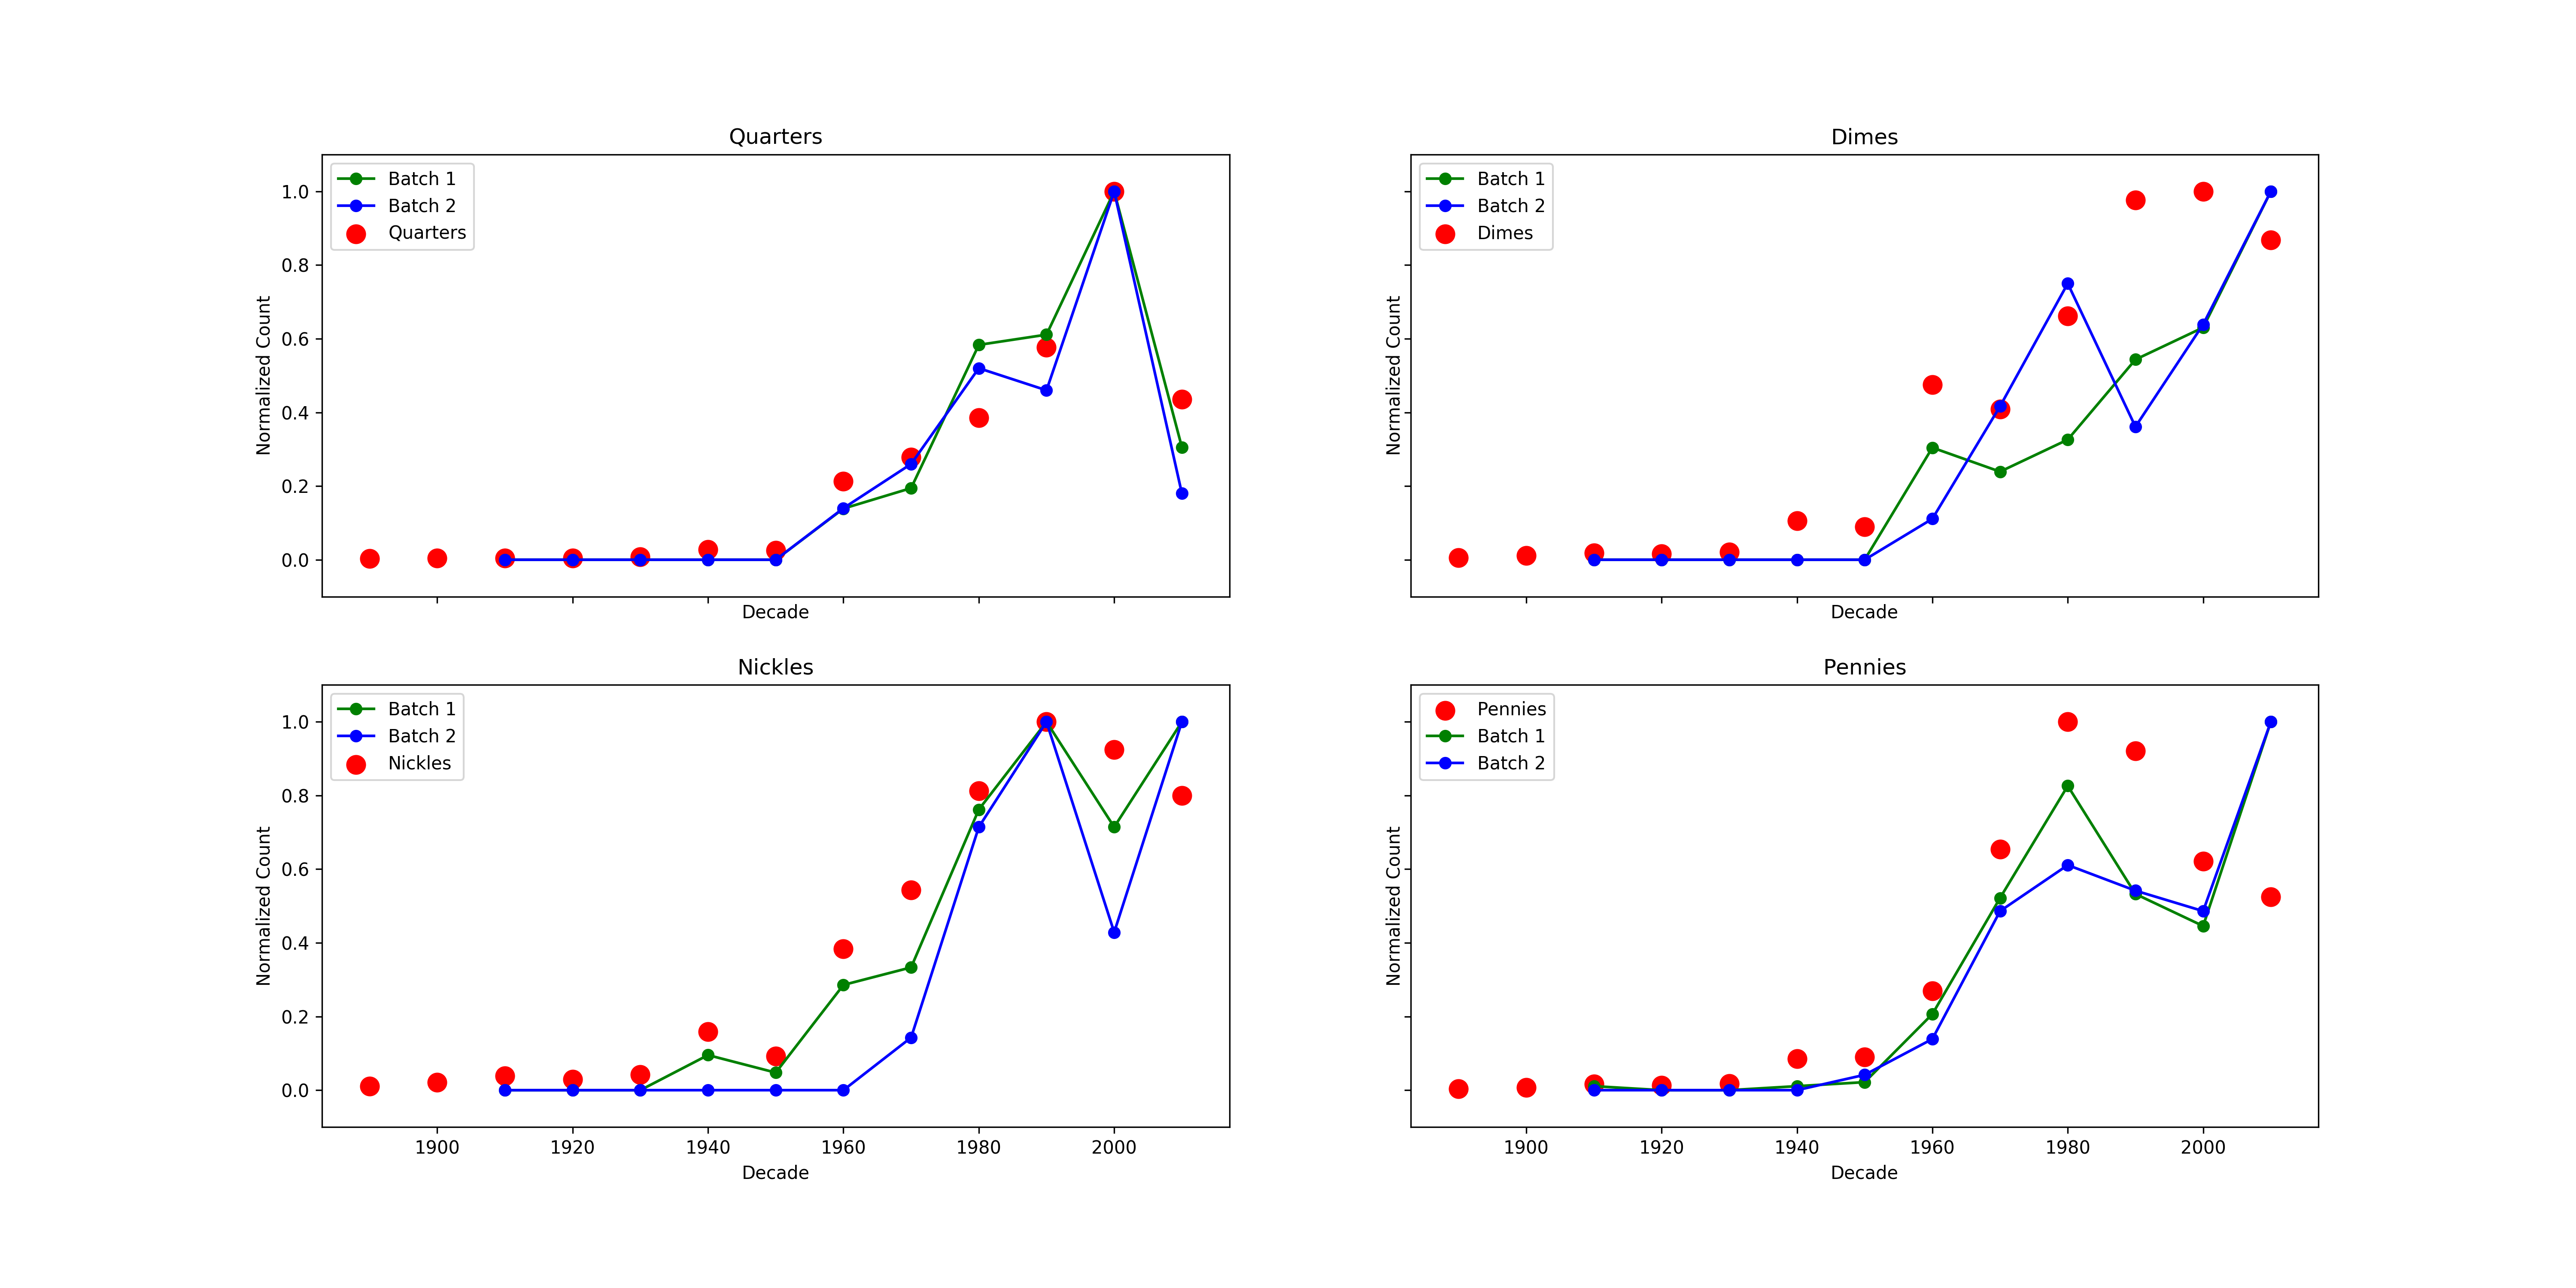 Quarters
Batch 1
Batch 2
Quarters
1.0
0.8
0.6
0.4
0.2
0.0
Normalized Count
Decade
Dimes
Batch 1
Batch 2
Dimes
Normalized Count
Decade
Nickles
Batch 1
Batch 2
Nickles
1.0
0.8
0.6
0.4
0.2
0.0
Normalized Count
1900 1920 1940 1960 1980 2000
Decade
Pennies
Pennies
Batch 1
Batch 2
Normalized Count
1900 1920 1940 1960 1980 2000
Decade